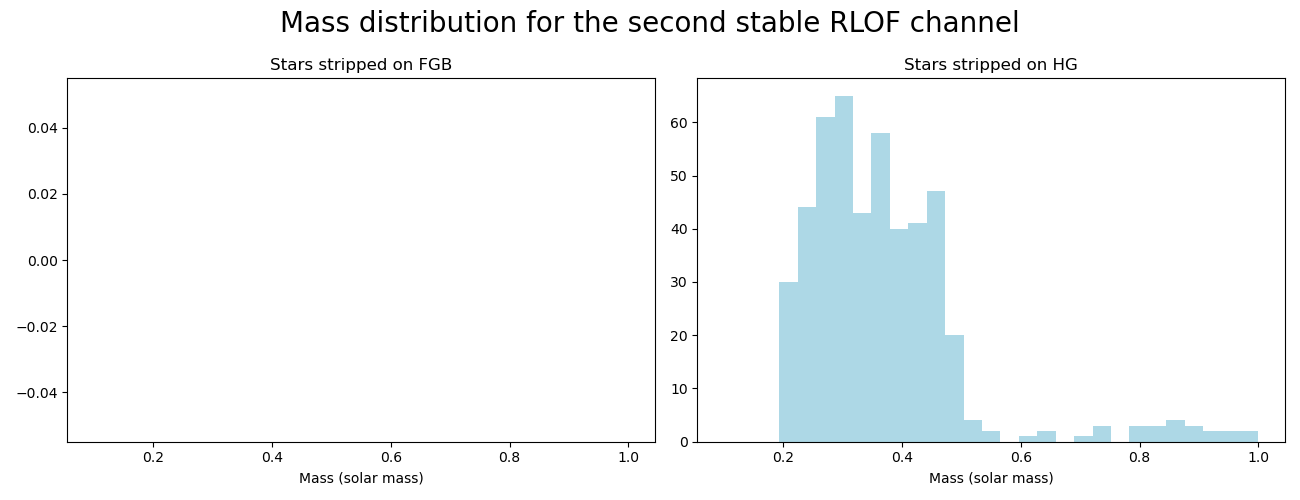 Mass distribution for the second stable RLOF channel
Stars stripped on FGB
0.04
0.02
0.00
−0.02
−0.04
0.2 0.4 0.6 0.8 1.0
Mass (solar mass)
Stars stripped on HG
60
50
40
30
20
10
0
0.2 0.4 0.6 0.8 1.0
Mass (solar mass)